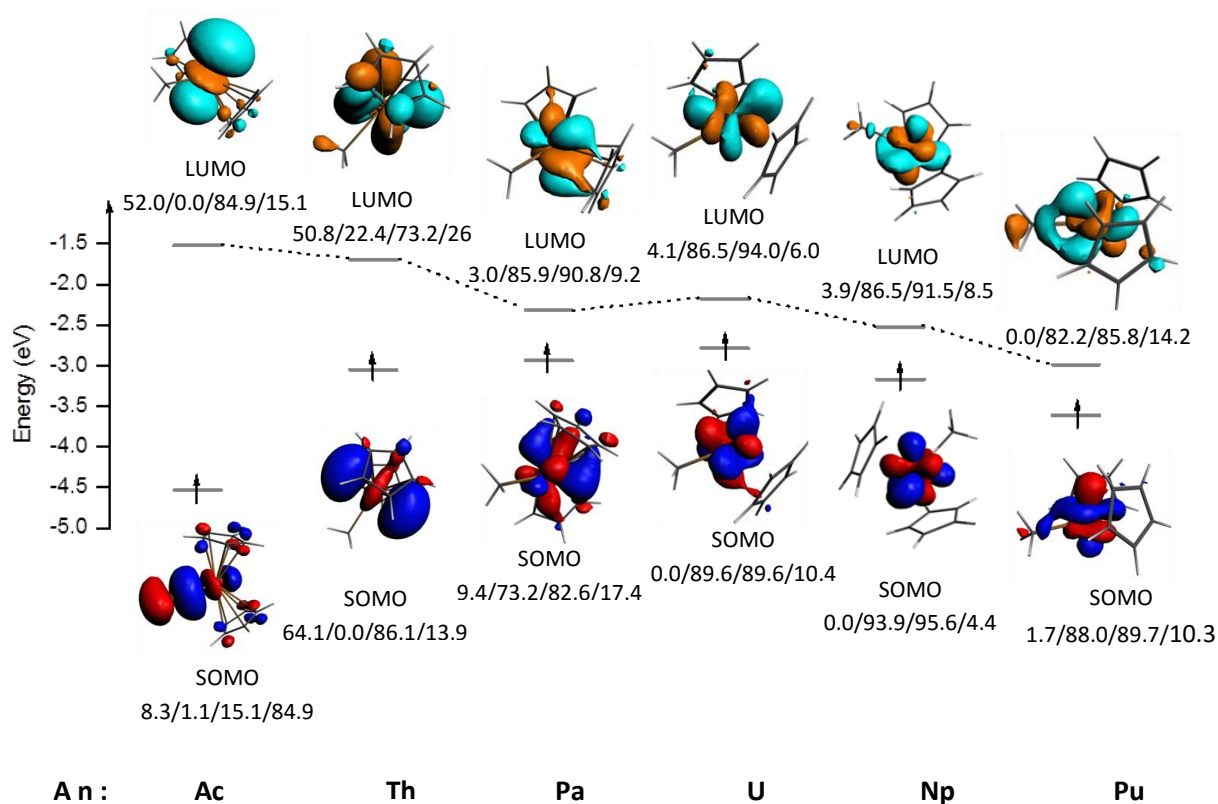 LUMO
52.0/0.0/84.9/15.1
LUMO
50.8/22.4/73.2/26
LUMO
3.0/85.9/90.8/9.2
LUMO
4.1/86.5/94.0/6.0
LUMO
3.9/86.5/91.5/8.5
0.0/82.2/85.8/14.2
Energy (eV)
-1.5
-2.0
-2.5
-3.0
-3.5
-4.0
-4.5
-5.0
SOMO
8.3/1.1/15.1/84.9
SOMO
64.1/0.0/86.1/13.9
SOMO
9.4/73.2/82.6/17.4
SOMO
0.0/89.6/89.6/10.4
SOMO
0.0/93.9/95.6/4.4
SOMO
1.7/88.0/89.7/10.3
An: Ac Th Pa U Np Pu